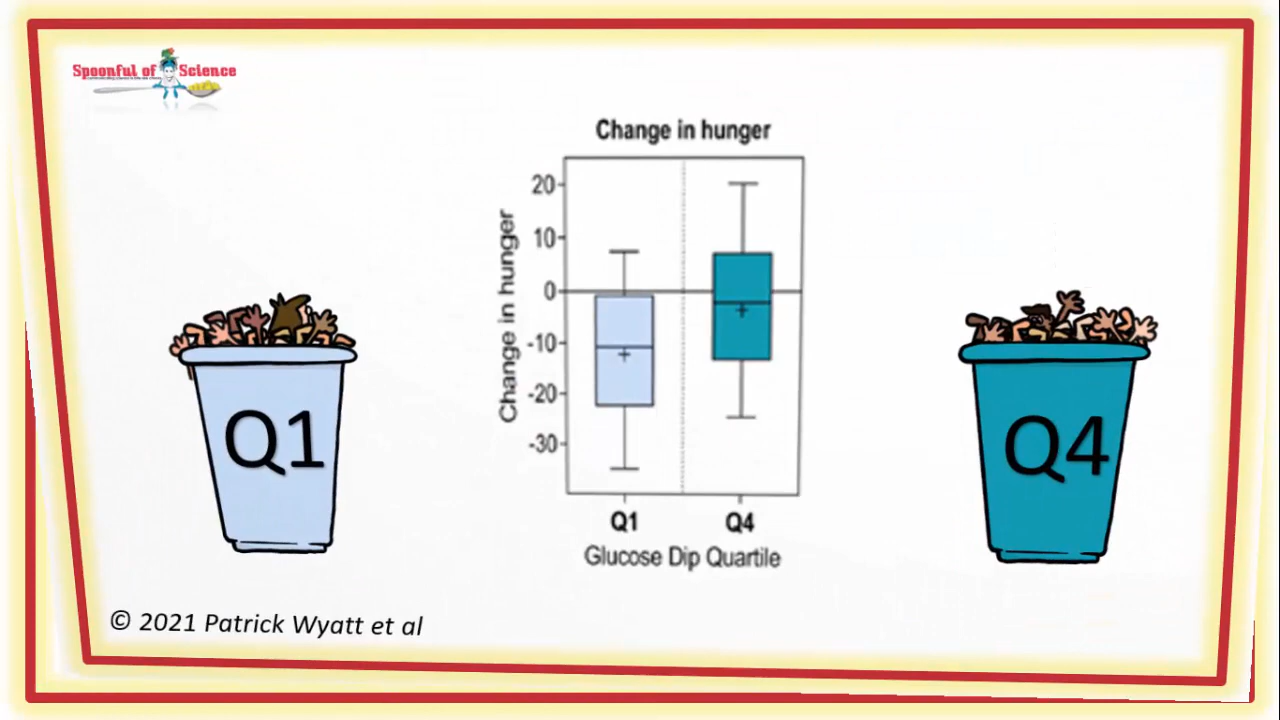 Spoonful of Science
Change in hunger
Change in hunger
20
10
0
-10
-20
-30
Q1
Q4
Glucose Dip Quartile
Q1
Q4
© 2021 Patrick Wyatt et al